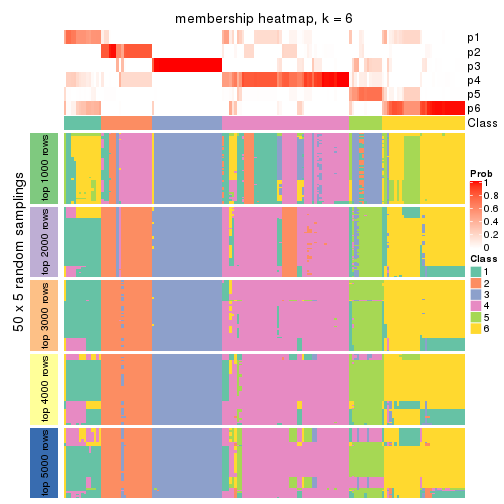 membership heatmap, k = 6
p1
p2
p3
p4
p5
p6
Class
50 x 5 random samplings
top 1000 rows
top 2000 rows
top 3000 rows
top 4000 rows
top 5000 rows
Prob
1
0.8
0.6
0.4
0.2
0
Class
1
2
3
4
5
6